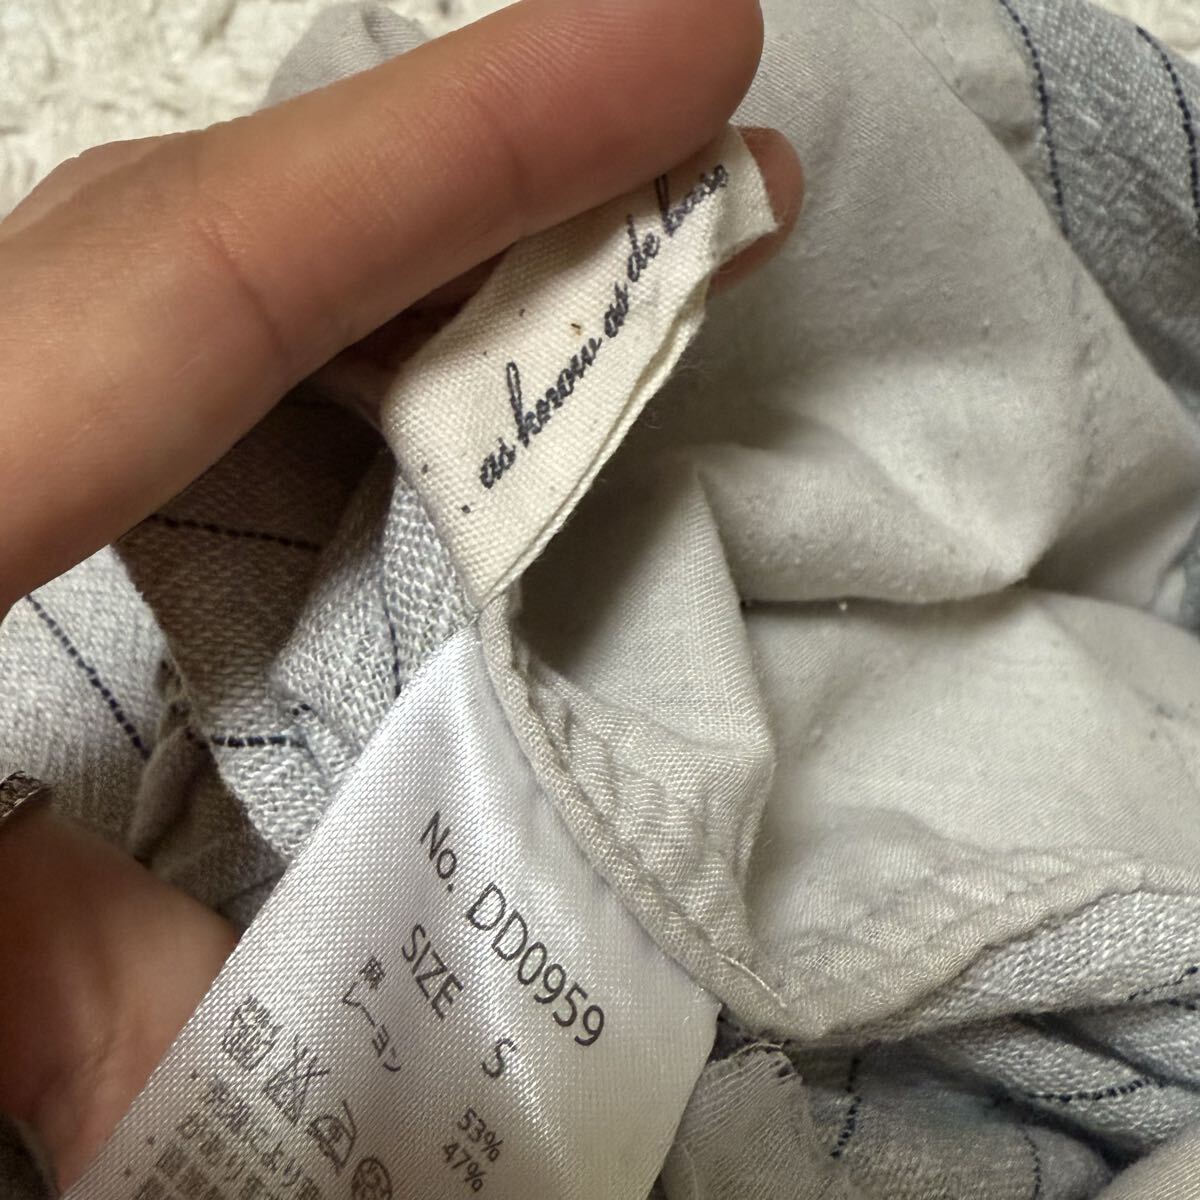 as know as de base
No. DD0959
SIZE S
麻 53%
レーヨン 47%